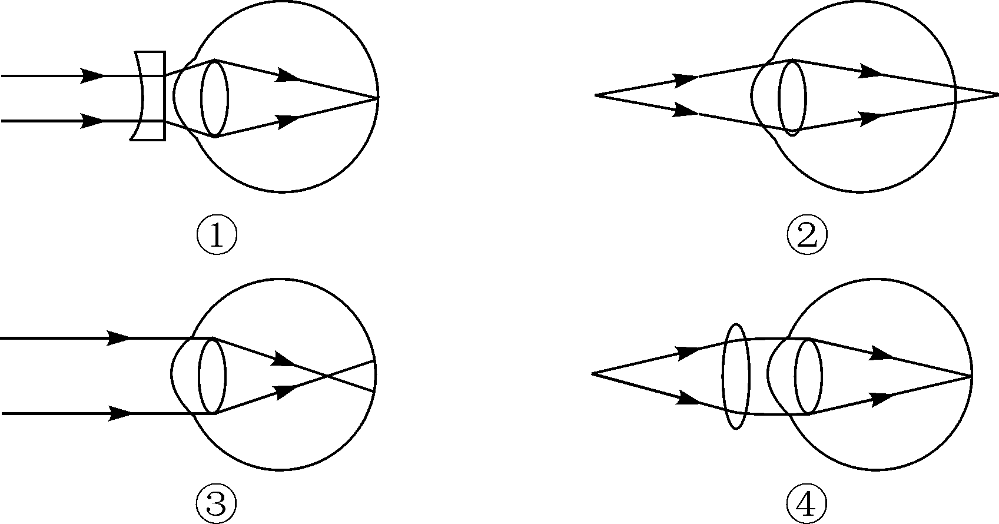 ①
②
③
④